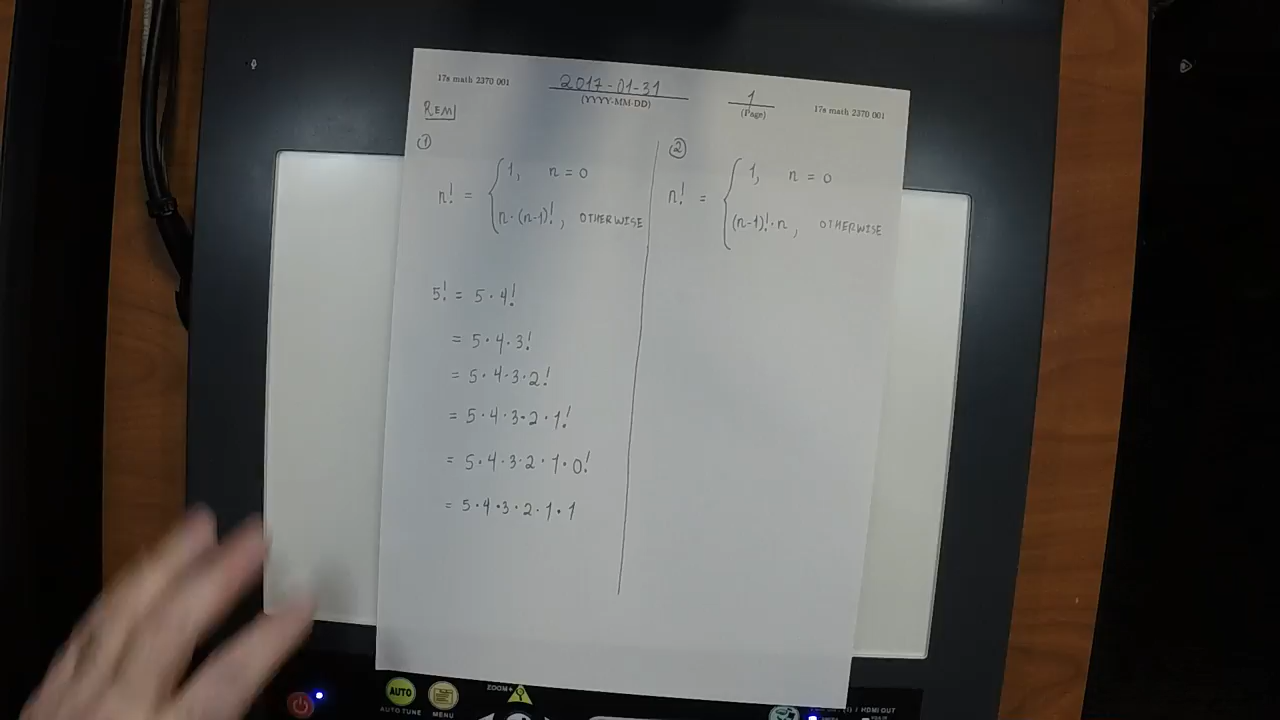 17s math 2370 001 2017-01-31 1 17s math 2370 001
(YYYY-MM-DD) (Page)
REM
①
n! = { 1, n = 0
n·(n-1)!, OTHERWISE
5! = 5·4!
= 5·4·3!
= 5·4·3·2!
= 5·4·3·2·1!
= 5·4·3·2·1·0!
= 5·4·3·2·1·1
②
n! = { 1, n = 0
(n-1)!·n, OTHERWISE
AUTO
AUTO TUNE
MENU
ZOOM+
HDMI OUT